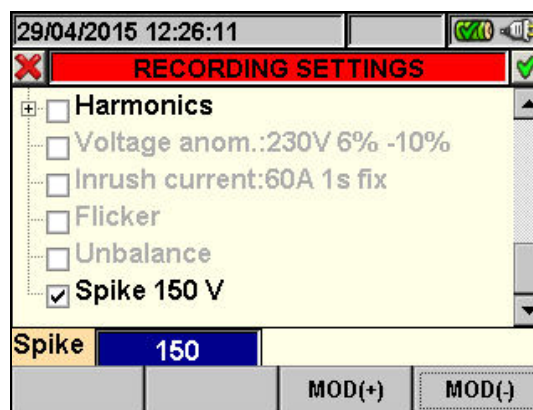 29/04/2015 12:26:11
RECORDING SETTINGS
Harmonics
Voltage anom.:230V 6% -10%
Inrush current:60A 1s fix
Flicker
Unbalance
Spike 150 V
Spike 150
MOD(+) MOD(-)